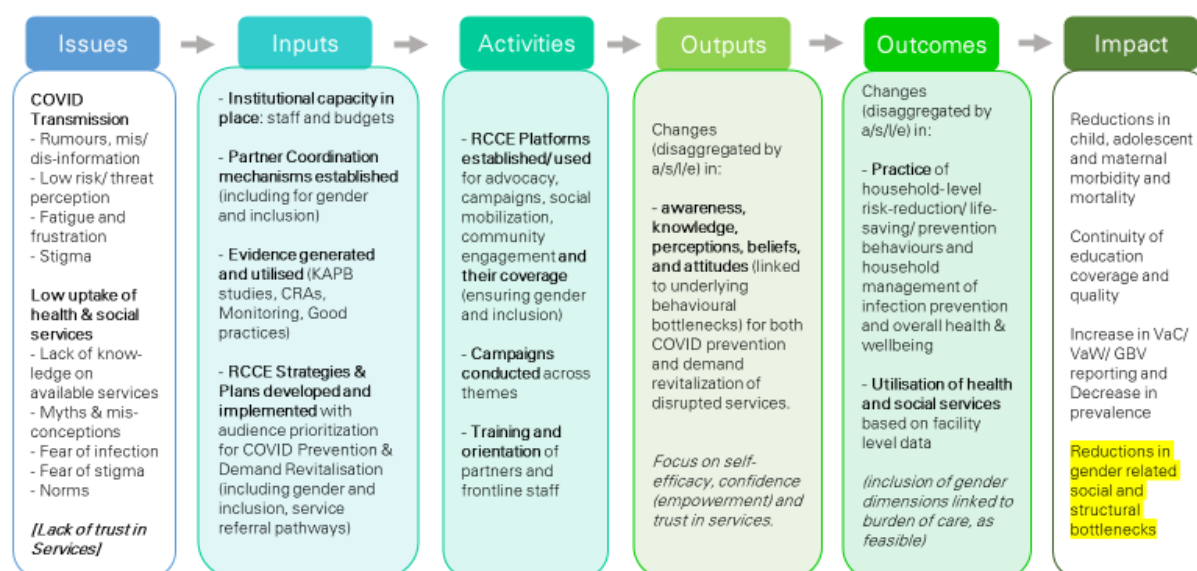 Issues
Inputs
Activities
Outputs
Outcomes
Impact
COVID
Transmission
- Rumours, mis/
dis-information
- Low risk/ threat
perception
- Fatigue and
frustration
- Stigma
Low uptake of
health & social
services
- Lack of know-
ledge on
available services
- Myths & mis-
conceptions
- Fear of infection
- Fear of stigma
- Norms
[Lack of trust in
Services]
- Institutional capacity in
place: staff and budgets
- Partner Coordination
mechanisms established
(including for gender
and inclusion)
- Evidence generated
and utilised (KAPB
studies, CRAs,
Monitoring, Good
practices)
- RCCE Strategies &
Plans developed and
implemented with
audience prioritization
for COVID Prevention &
Demand Revitalisation
(including gender and
inclusion, service
referral pathways)
- RCCE Platforms
established/ used
for advocacy,
campaigns, social
mobilization,
community
engagement and
their coverage
(ensuring gender
and inclusion)
- Campaigns
conducted across
themes
- Training and
orientation of
partners and
frontline staff
Changes
(disaggregated by
a/s/l/e) in:
- awareness,
knowledge,
perceptions, beliefs,
and attitudes (linked
to underlying
behavioural
bottlenecks) for both
COVID prevention
and demand
revitalization of
disrupted services.
Focus on self-
efficacy, confidence
(empowerment) and
trust in services.
Changes
(disaggregated by
a/s/l/e) in:
- Practice of
household-level
risk-reduction/ life-
saving/ prevention
behaviours and
household
management of
infection prevention
and overall health &
wellbeing
- Utilisation of health
and social services
based on facility
level data
(inclusion of gender
dimensions linked to
burden of care, as
feasible)
Reductions in
child, adolescent
and maternal
morbidity and
mortality
Continuity of
education
coverage and
quality
Increase in VaC/
VaW/ GBV
reporting and
Decrease in
prevalence
Reductions in
gender related
social and
structural
bottlenecks